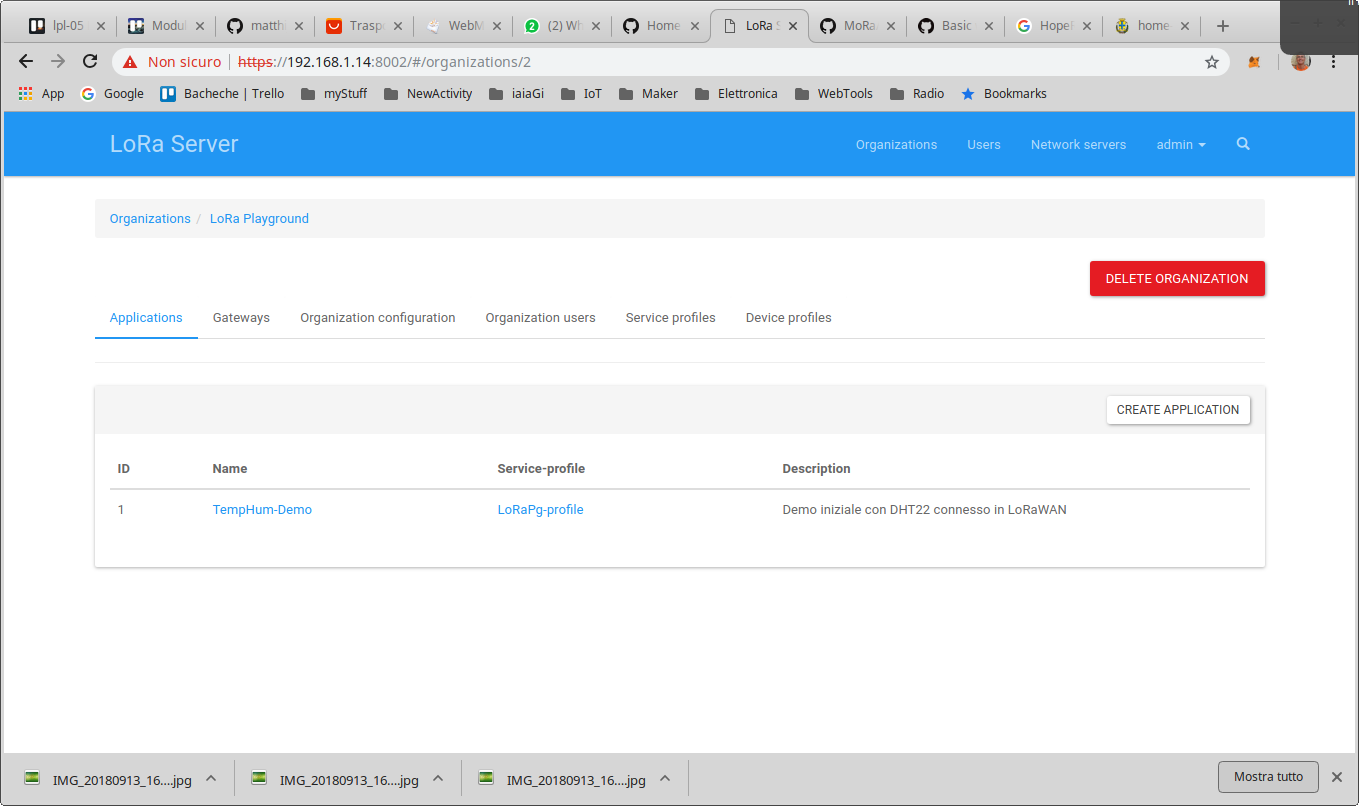 lpl-05 Modul matth Trasp WebM (2) Wh Home LoRa S MoRa Basic HopeF home-
Non sicuro https://192.168.1.14:8002/#/organizations/2
App Google Bacheche | Trello myStuff NewActivity iaiaGi IoT Maker Elettronica WebTools Radio Bookmarks
LoRa Server Organizations Users Network servers admin
Organizations / LoRa Playground
DELETE ORGANIZATION
Applications Gateways Organization configuration Organization users Service profiles Device profiles
CREATE APPLICATION
ID Name Service-profile Description
1 TempHum-Demo LoRaPg-profile Demo iniziale con DHT22 connesso in LoRaWAN
IMG_20180913_16....jpg IMG_20180913_16....jpg IMG_20180913_16....jpg Mostra tutto